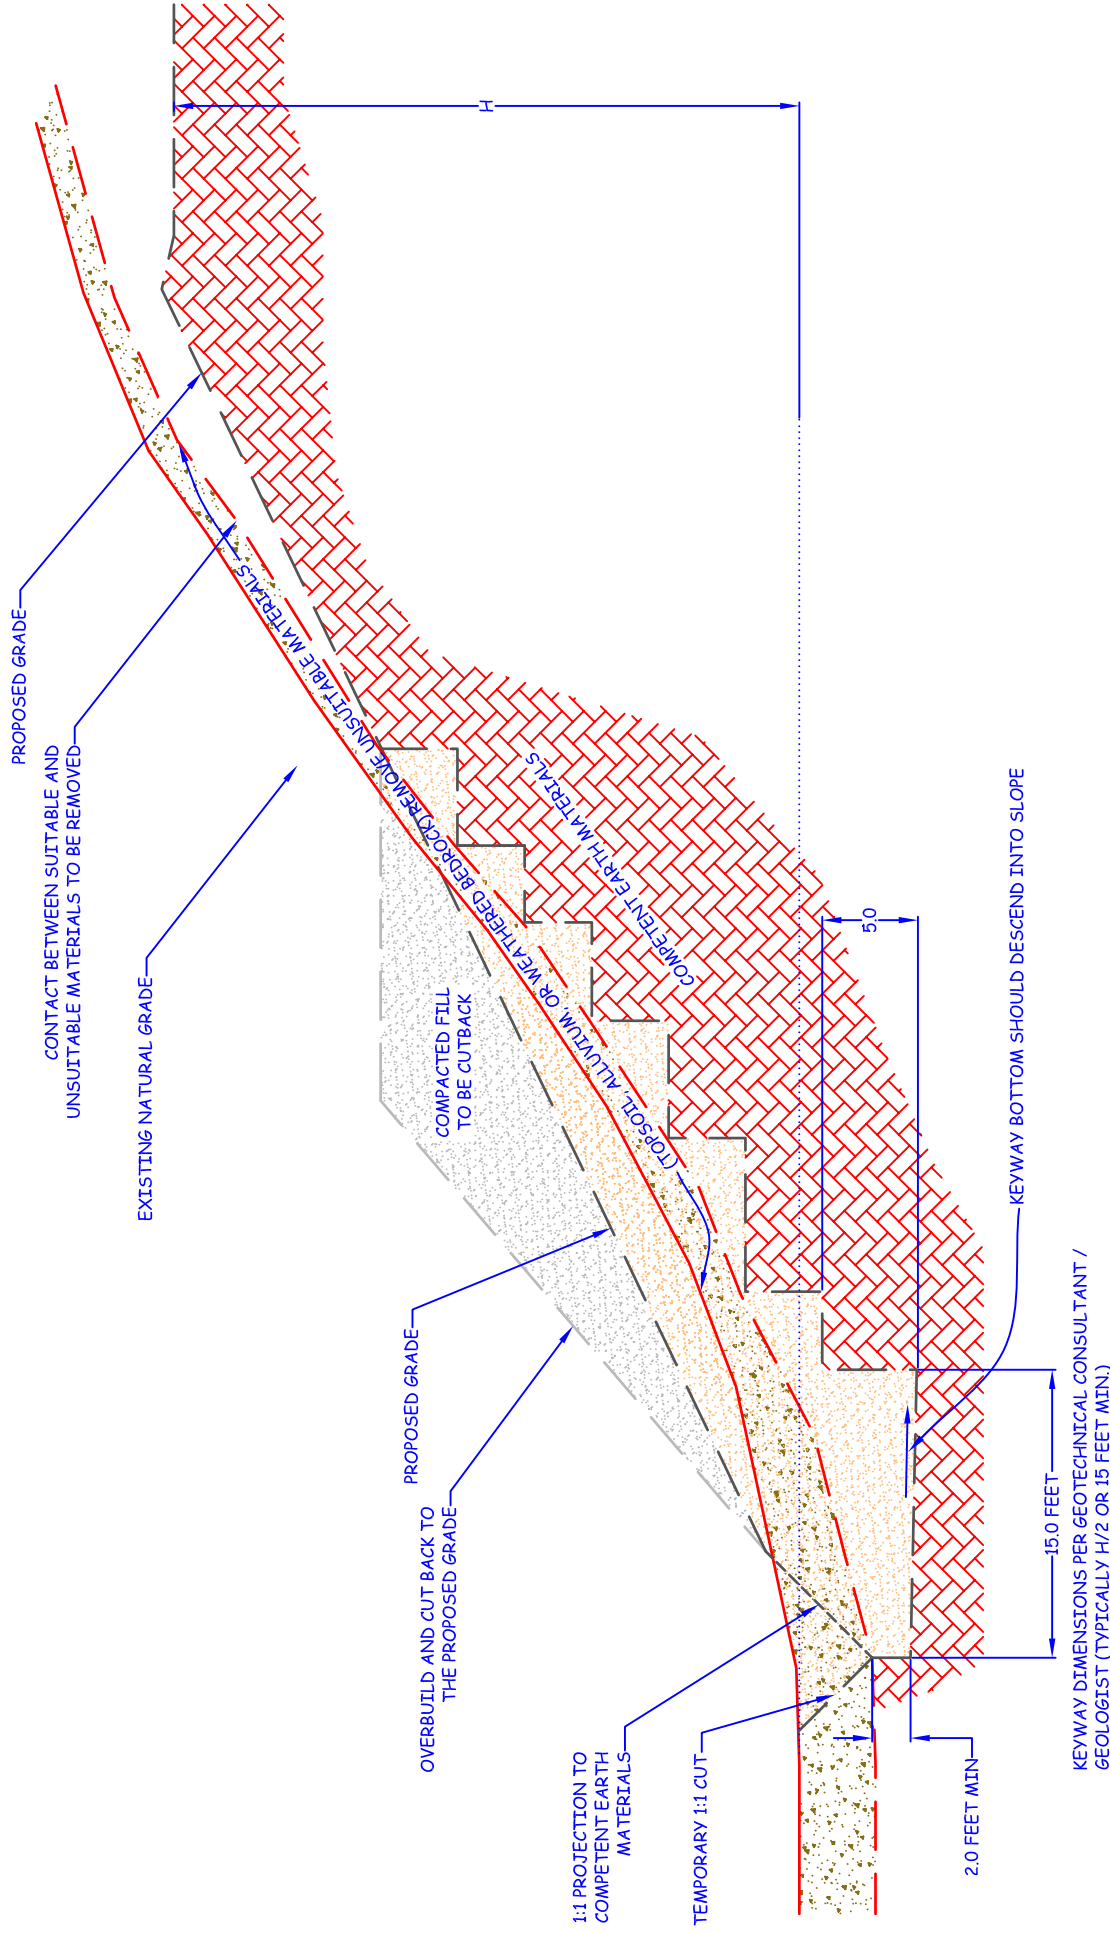 PROPOSED GRADE
CONTACT BETWEEN SUITABLE AND
UNSUITABLE MATERIALS TO BE REMOVED
EXISTING NATURAL GRADE
H
(TOPSOIL, ALLUVIUM, OR WEATHERED BEDROCK) REMOVE UNSUITTABLE MATERIALS
COMPACTED FILL
TO BE CUTBACK
COMPETENT EARTH MATERIALS
PROPOSED GRADE
OVERBUILD AND CUT BACK TO
THE PROPOSED GRADE
5.0
1:1 PROJECTION TO
COMPETENT EARTH
MATERIALS
TEMPORARY 1:1 CUT
2.0 FEET MIN
15.0 FEET
KEYWAY BOTTOM SHOULD DESCEND INTO SLOPE
KEYWAY DIMENSIONS PER GEOTECHNICAL CONSULTANT /
GEOLOGIST (TYPICALLY H/2 OR 15 FEET MIN.)